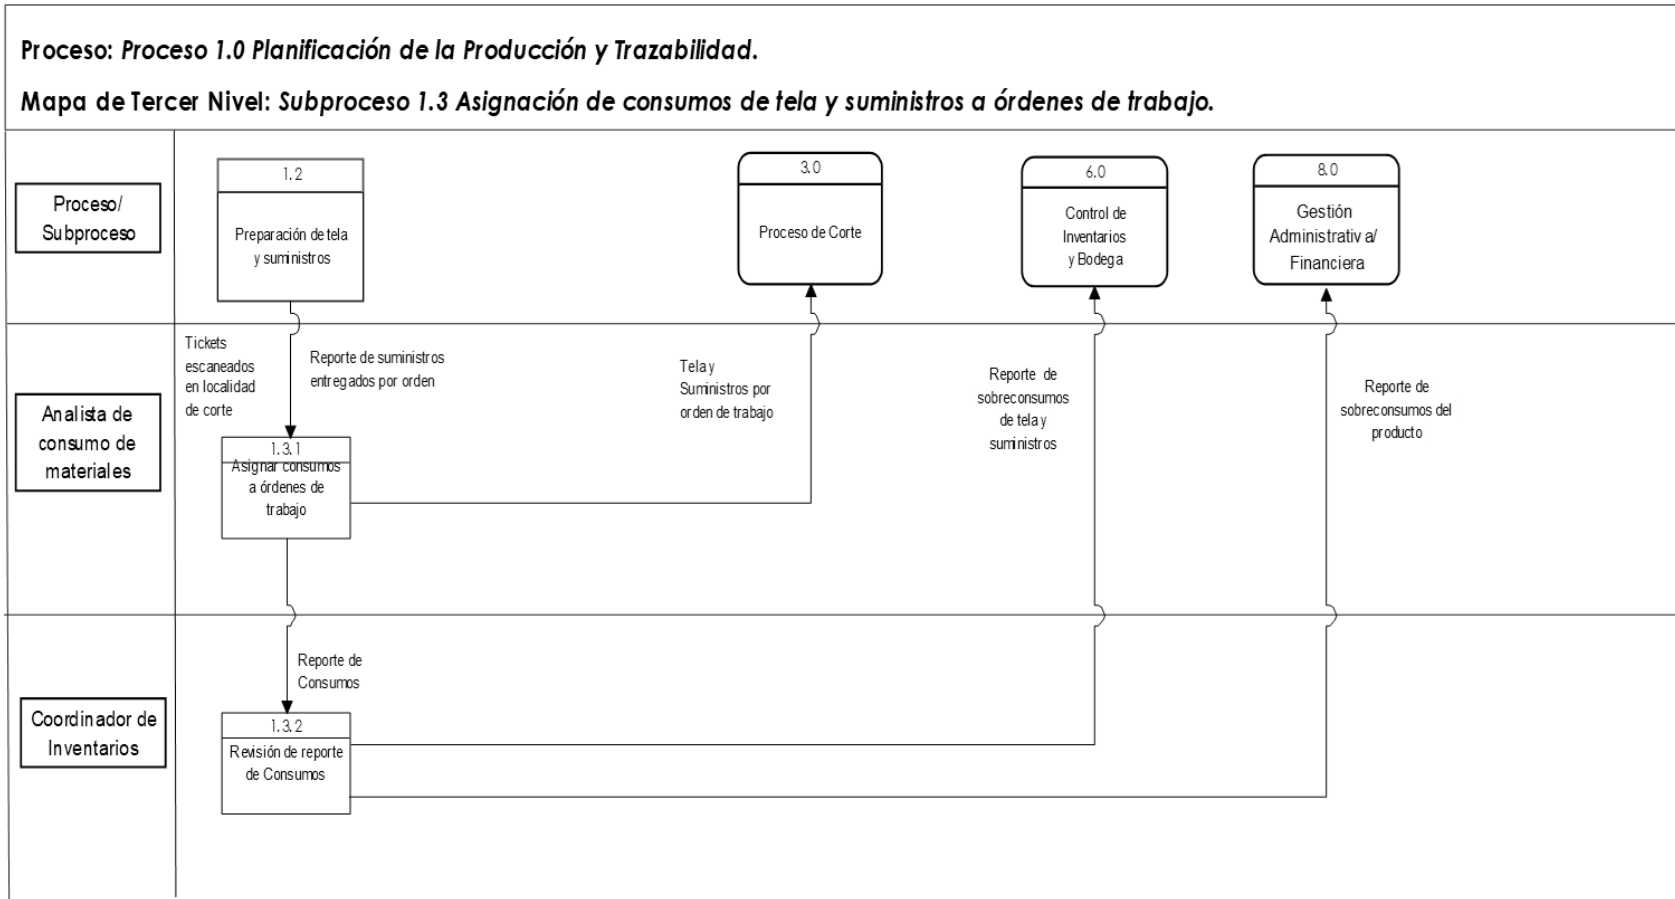 Proceso: Proceso 1.0 Planificación de la Producción y Trazabilidad.
Mapa de Tercer Nivel: Subproceso 1.3 Asignación de consumos de tela y suministros a órdenes de trabajo.
Proceso/
Subproceso
1.2
Preparación de tela
y suministros
3.0
Proceso de Corte
6.0
Control de
Inventarios
y Bodega
8.0
Gestión
Administrativa/
Financiera
Analista de
consumo de
materiales
Tickets
escaneados
en localidad
de corte
Reporte de suministros
entregados por orden
Tela y
Suministros por
orden de trabajo
Reporte de
sobreconsumos
de tela y
suministros
Reporte de
sobreconsumos del
producto
1.3.1
Asignar consumos
a órdenes de
trabajo
Coordinador de
Inventarios
Reporte de
Consumos
1.3.2
Revisión de reporte
de Consumos